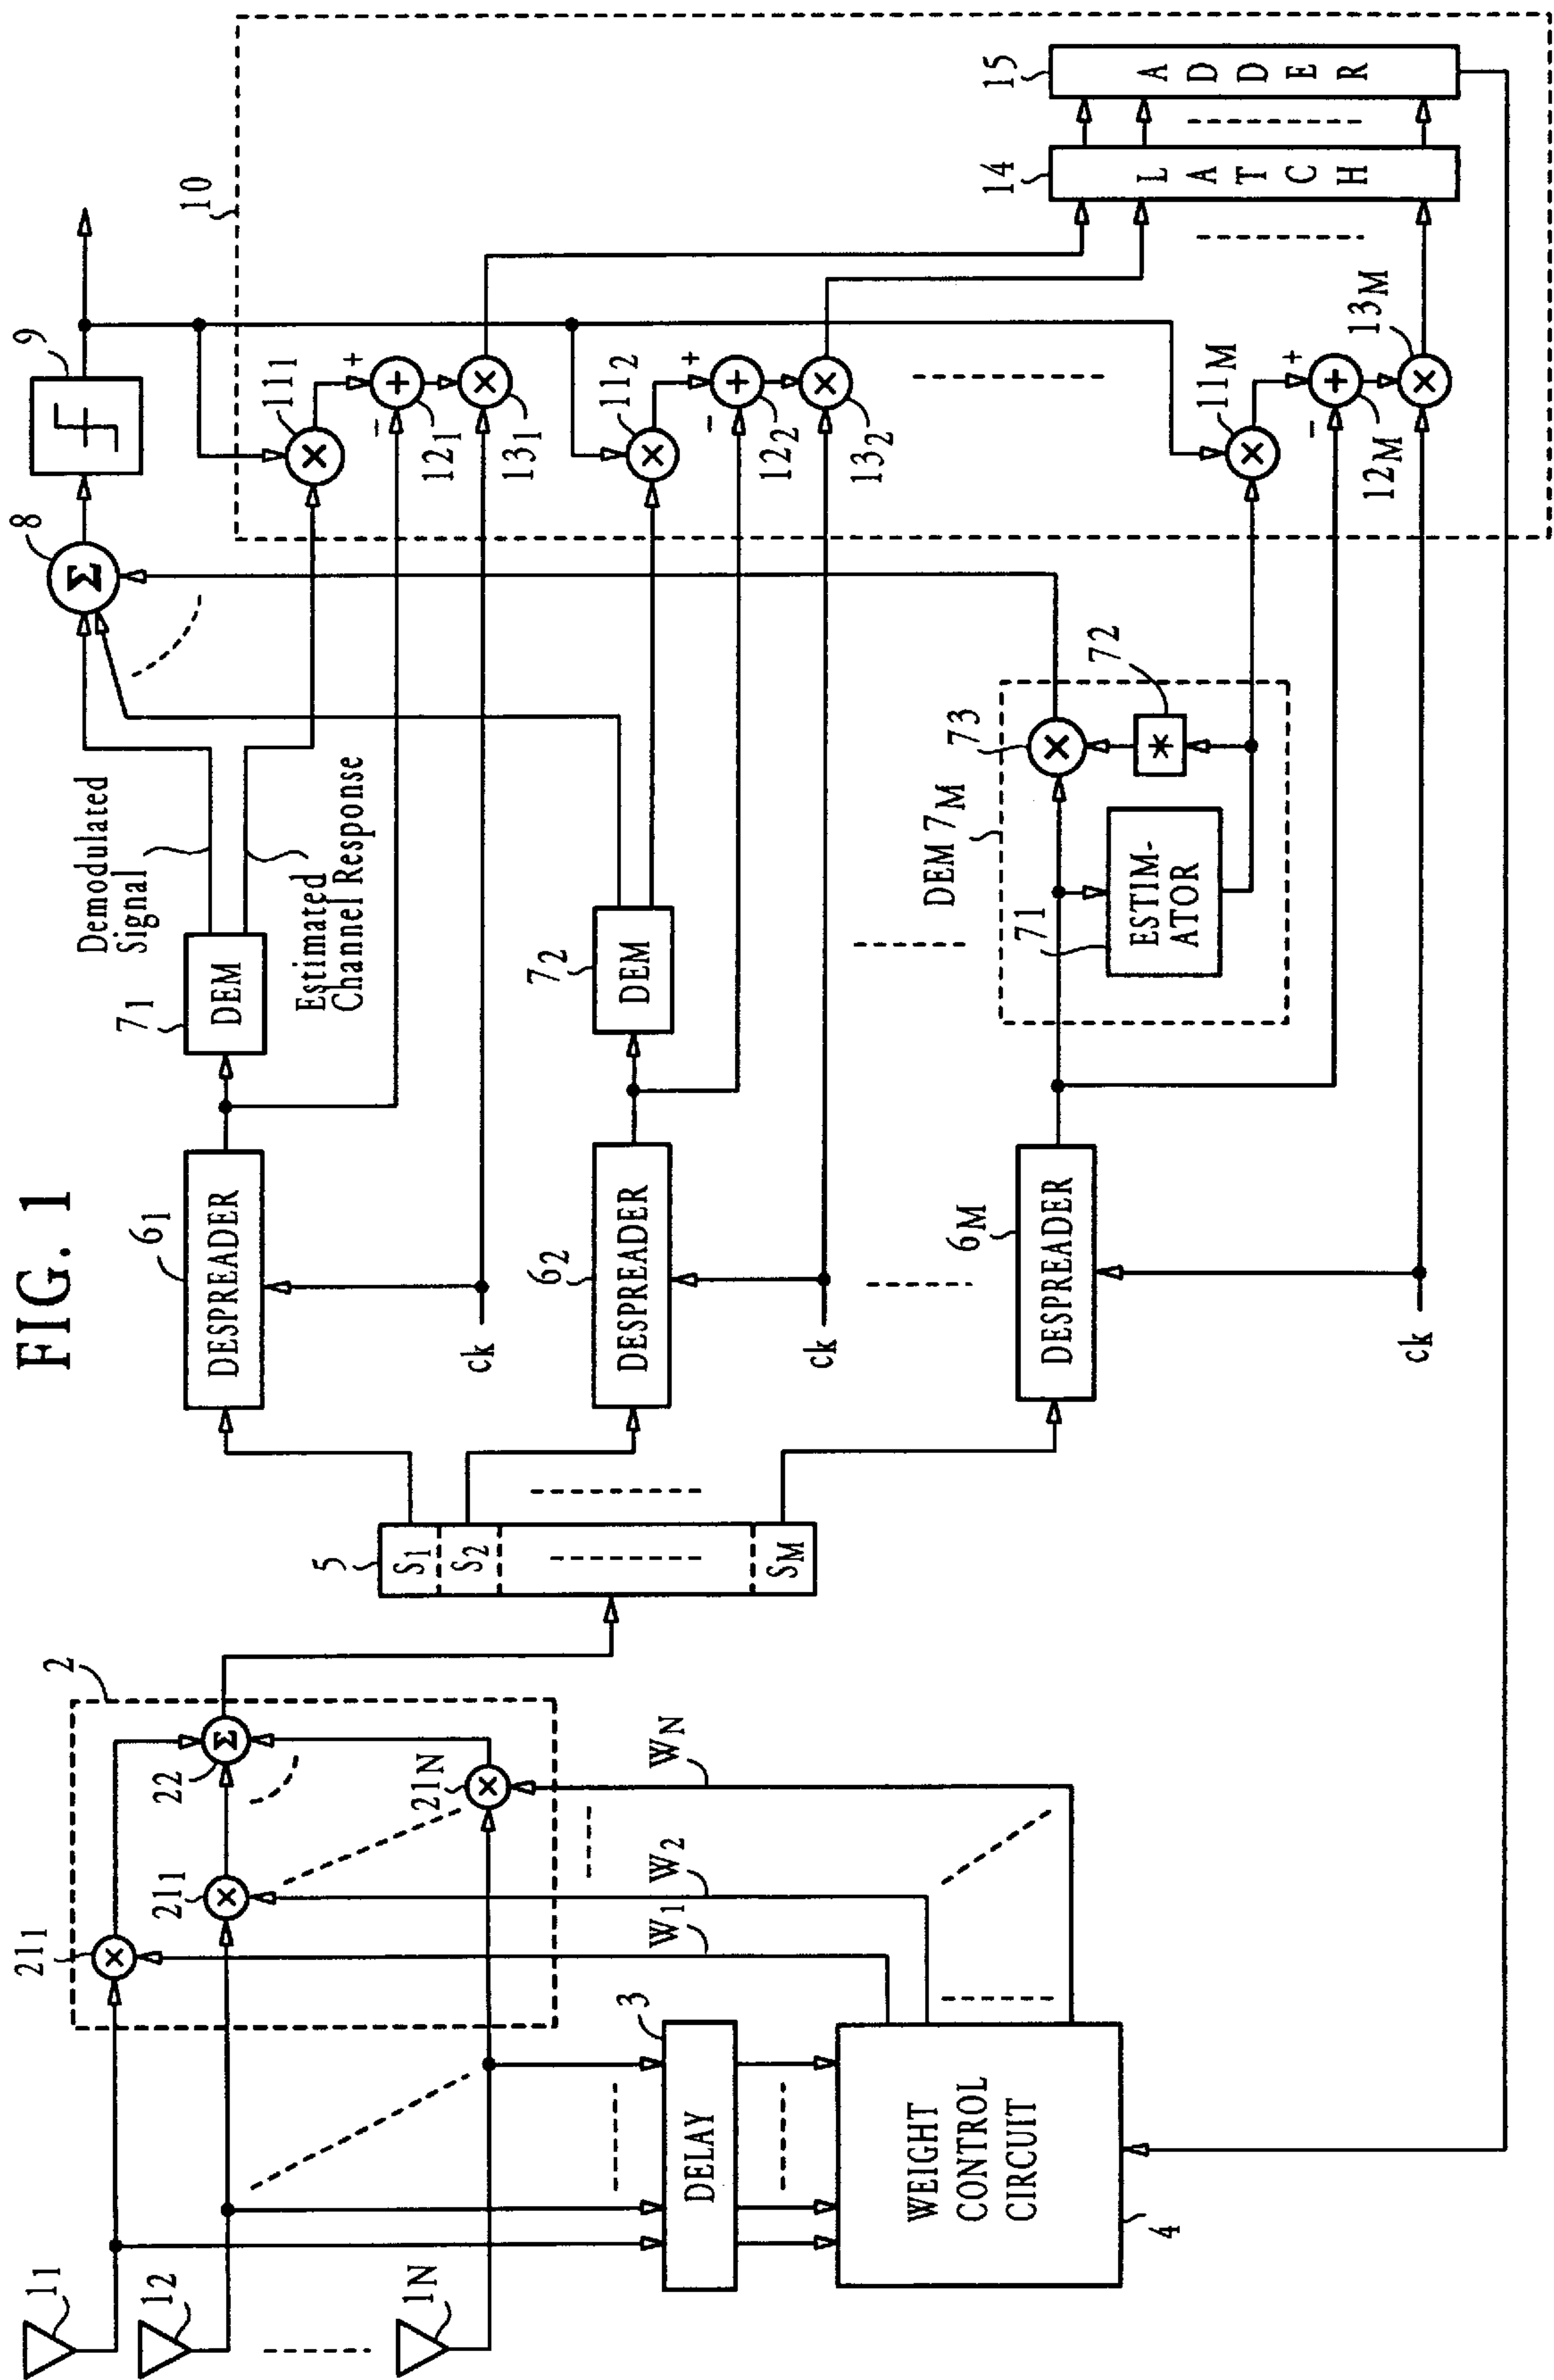 FIG. 1
1₁
1₂
1N
2
21₁
21₁
21N
22
Σ
3
DELAY
W₁
W₂
WN
WEIGHT
CONTROL
CIRCUIT
4
5
S₁
S₂
SM
6₁
DESPREADER
ck
6₂
DESPREADER
ck
6M
DESPREADER
ck
7₁
DEM
Demodulated
Signal
Estimated
Channel Response
7₂
DEM
DEM 7M
71
ESTIM-
ATOR
72
*
73
8
Σ
9
10
11₁
+
−
12₁
13₁
11₂
+
−
12₂
13₂
11M
+
−
12M
13M
14
LATCH
15
ADDER